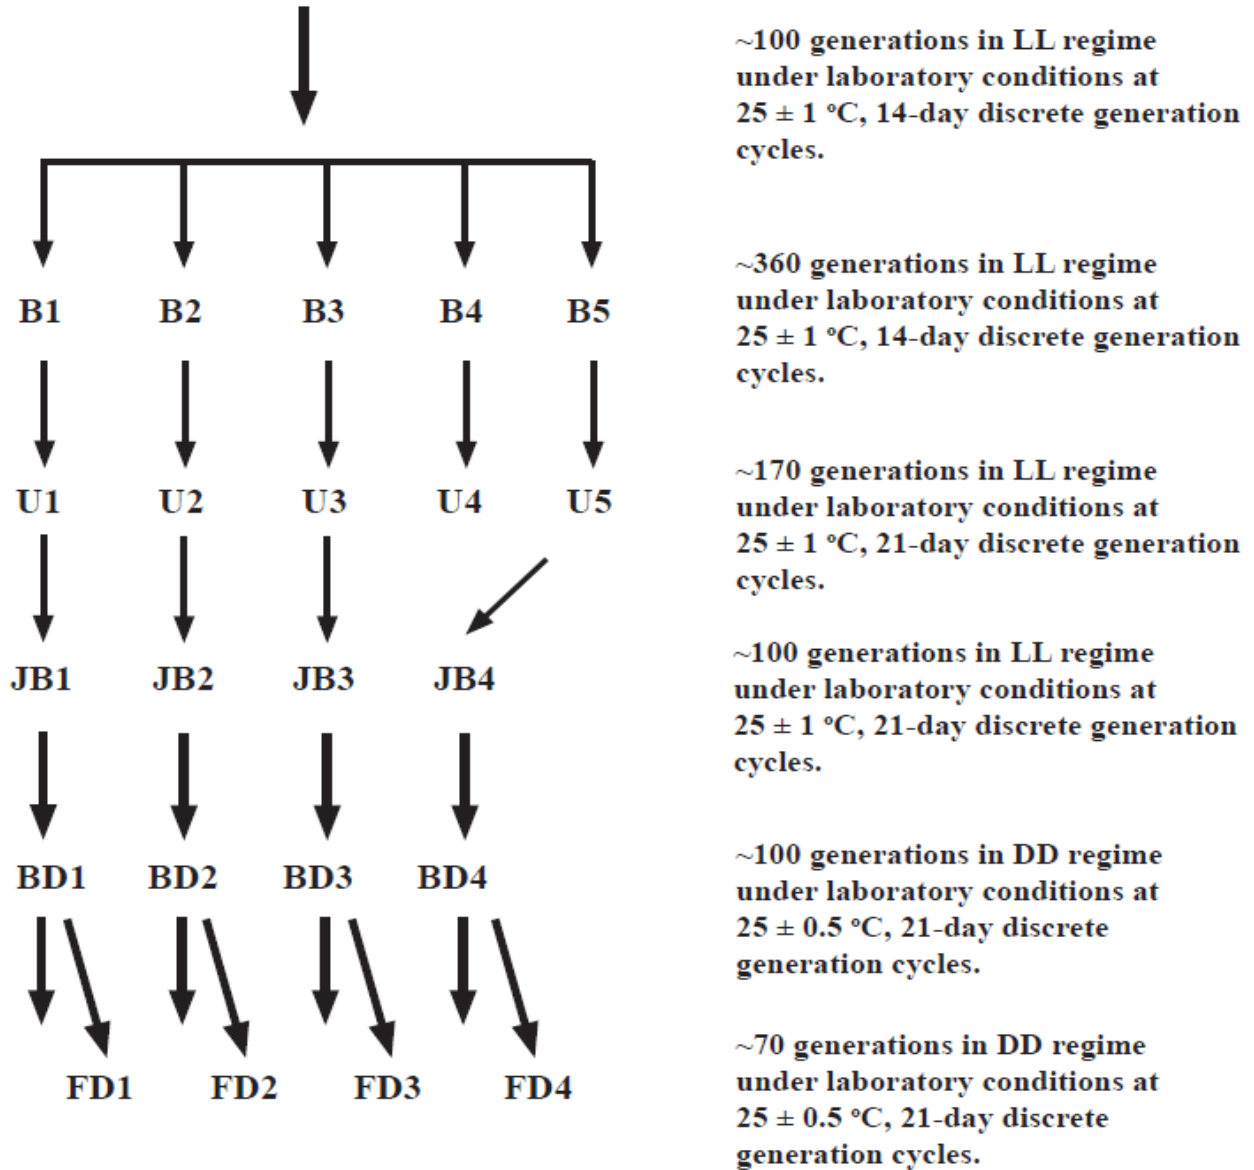 ~100 generations in LL regime
under laboratory conditions at
25 ± 1 ºC, 14-day discrete generation
cycles.
B1 B2 B3 B4 B5
~360 generations in LL regime
under laboratory conditions at
25 ± 1 ºC, 14-day discrete generation
cycles.
U1 U2 U3 U4 U5
~170 generations in LL regime
under laboratory conditions at
25 ± 1 ºC, 21-day discrete generation
cycles.
JB1 JB2 JB3 JB4
~100 generations in LL regime
under laboratory conditions at
25 ± 1 ºC, 21-day discrete generation
cycles.
BD1 BD2 BD3 BD4
~100 generations in DD regime
under laboratory conditions at
25 ± 0.5 ºC, 21-day discrete
generation cycles.
FD1 FD2 FD3 FD4
~70 generations in DD regime
under laboratory conditions at
25 ± 0.5 ºC, 21-day discrete
generation cycles.